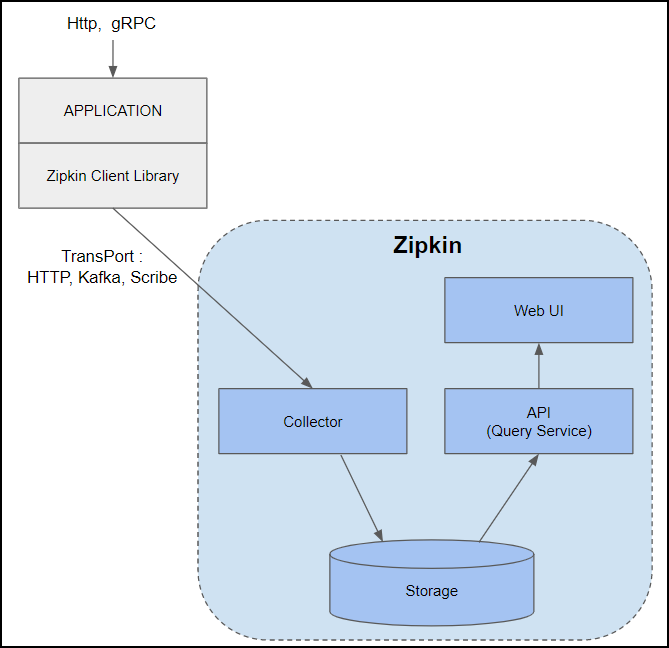 Http, gRPC
APPLICATION
Zipkin Client Library
TransPort :
HTTP, Kafka, Scribe
Zipkin
Web UI
Collector
API
(Query Service)
Storage